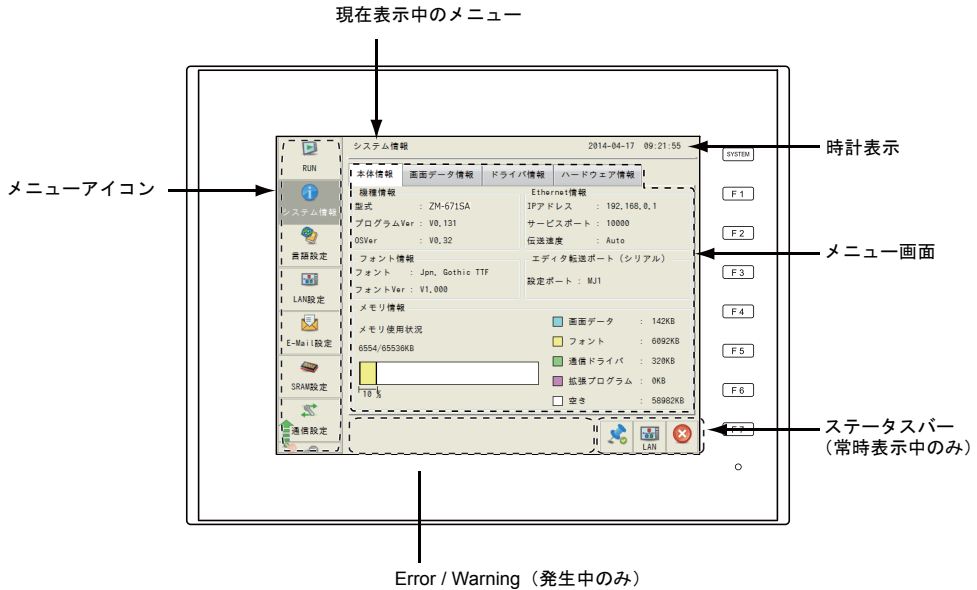 現在表示中のメニュー
システム情報 2014-04-17 09:21:55
時計表示
SYSTEM
メニューアイコン
RUN
システム情報
言語設定
LAN設定
E-Mail設定
SRAM設定
通信設定
本体情報 画面データ情報 ドライバ情報 ハードウェア情報
機種情報
型式 : ZM-671SA
プログラムVer : V0.131
OSVer : V0.32
Ethernet情報
IPアドレス : 192.168.0.1
サービスポート : 10000
伝送速度 : Auto
フォント情報
フォント : Jpn. Gothic TTF
フォントVer : V1.000
エディタ転送ポート（シリアル）
設定ポート : MJ1
メモリ情報
メモリ使用状況
6554/65536KB
10 %
画面データ : 142KB
フォント : 6092KB
通信ドライバ : 320KB
拡張プログラム : 0KB
空き : 58982KB
LAN
F1
F2
F3
F4
F5
F6
F7
メニュー画面
ステータスバー
（常時表示中のみ）
Error / Warning（発生中のみ）